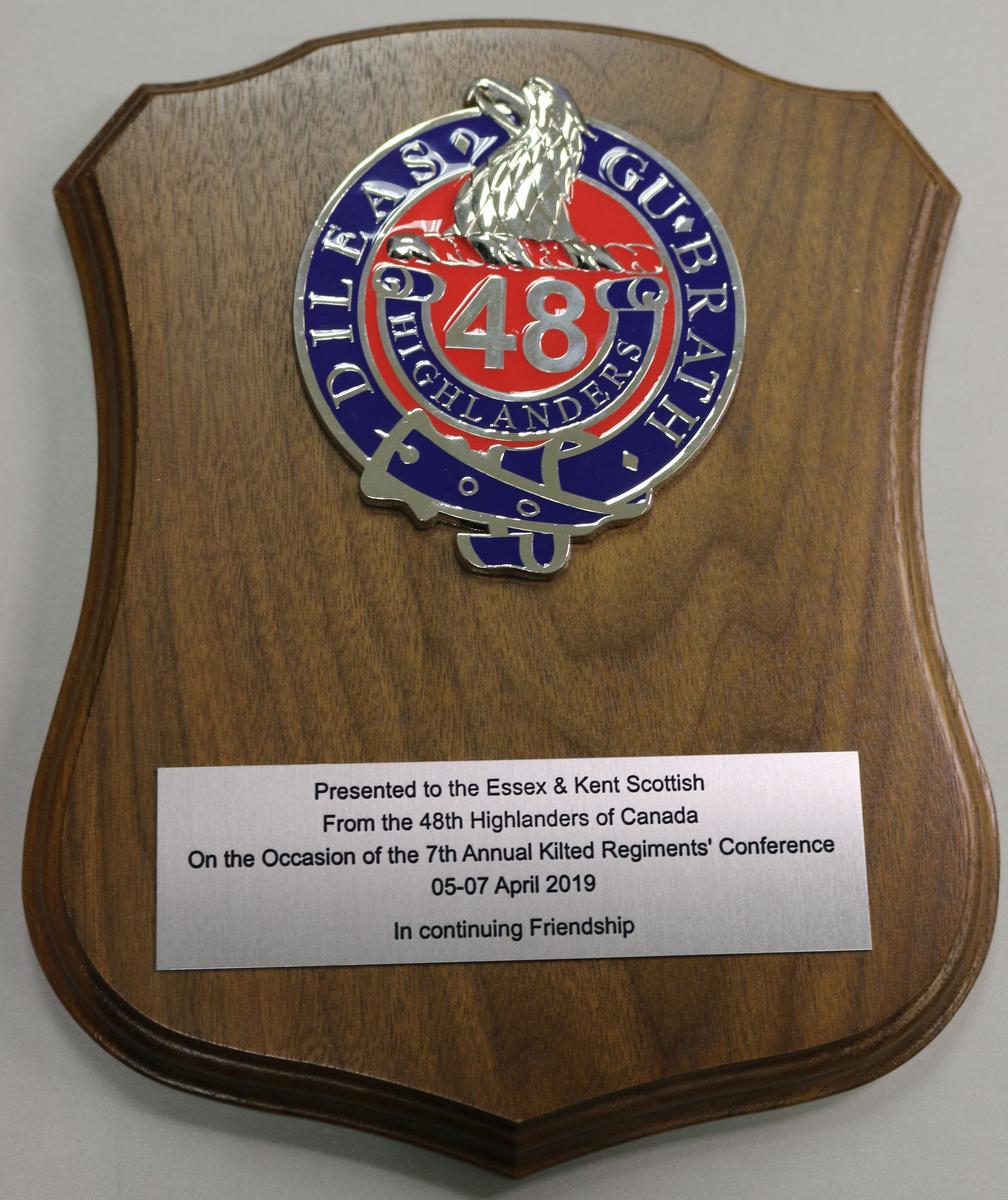 DILEAS GU·BRATH
48
HIGHLANDERS
Presented to the Essex & Kent Scottish
From the 48th Highlanders of Canada
On the Occasion of the 7th Annual Kilted Regiments' Conference
05-07 April 2019
In continuing Friendship